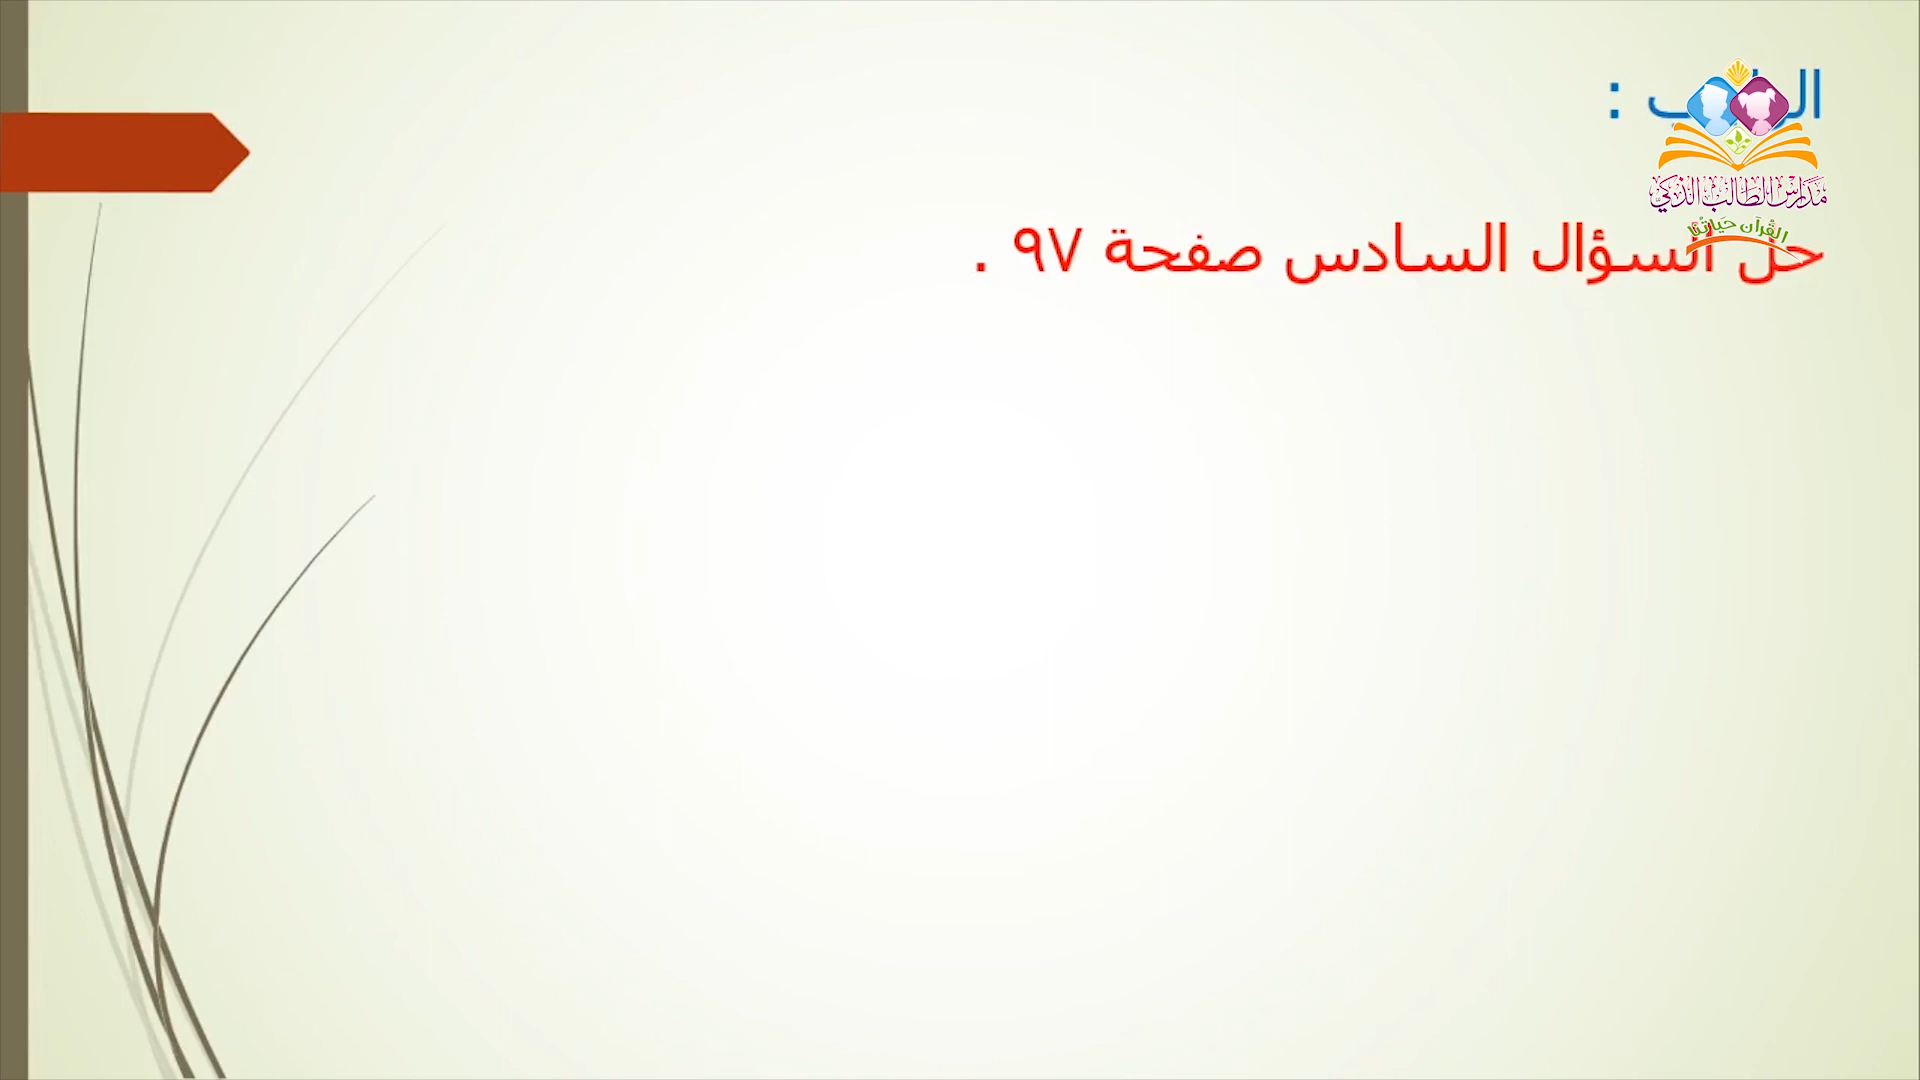 :
مدارس الطالب الذكي
القرآن حياتنا
حل السؤال السادس صفحة ٩٧ .